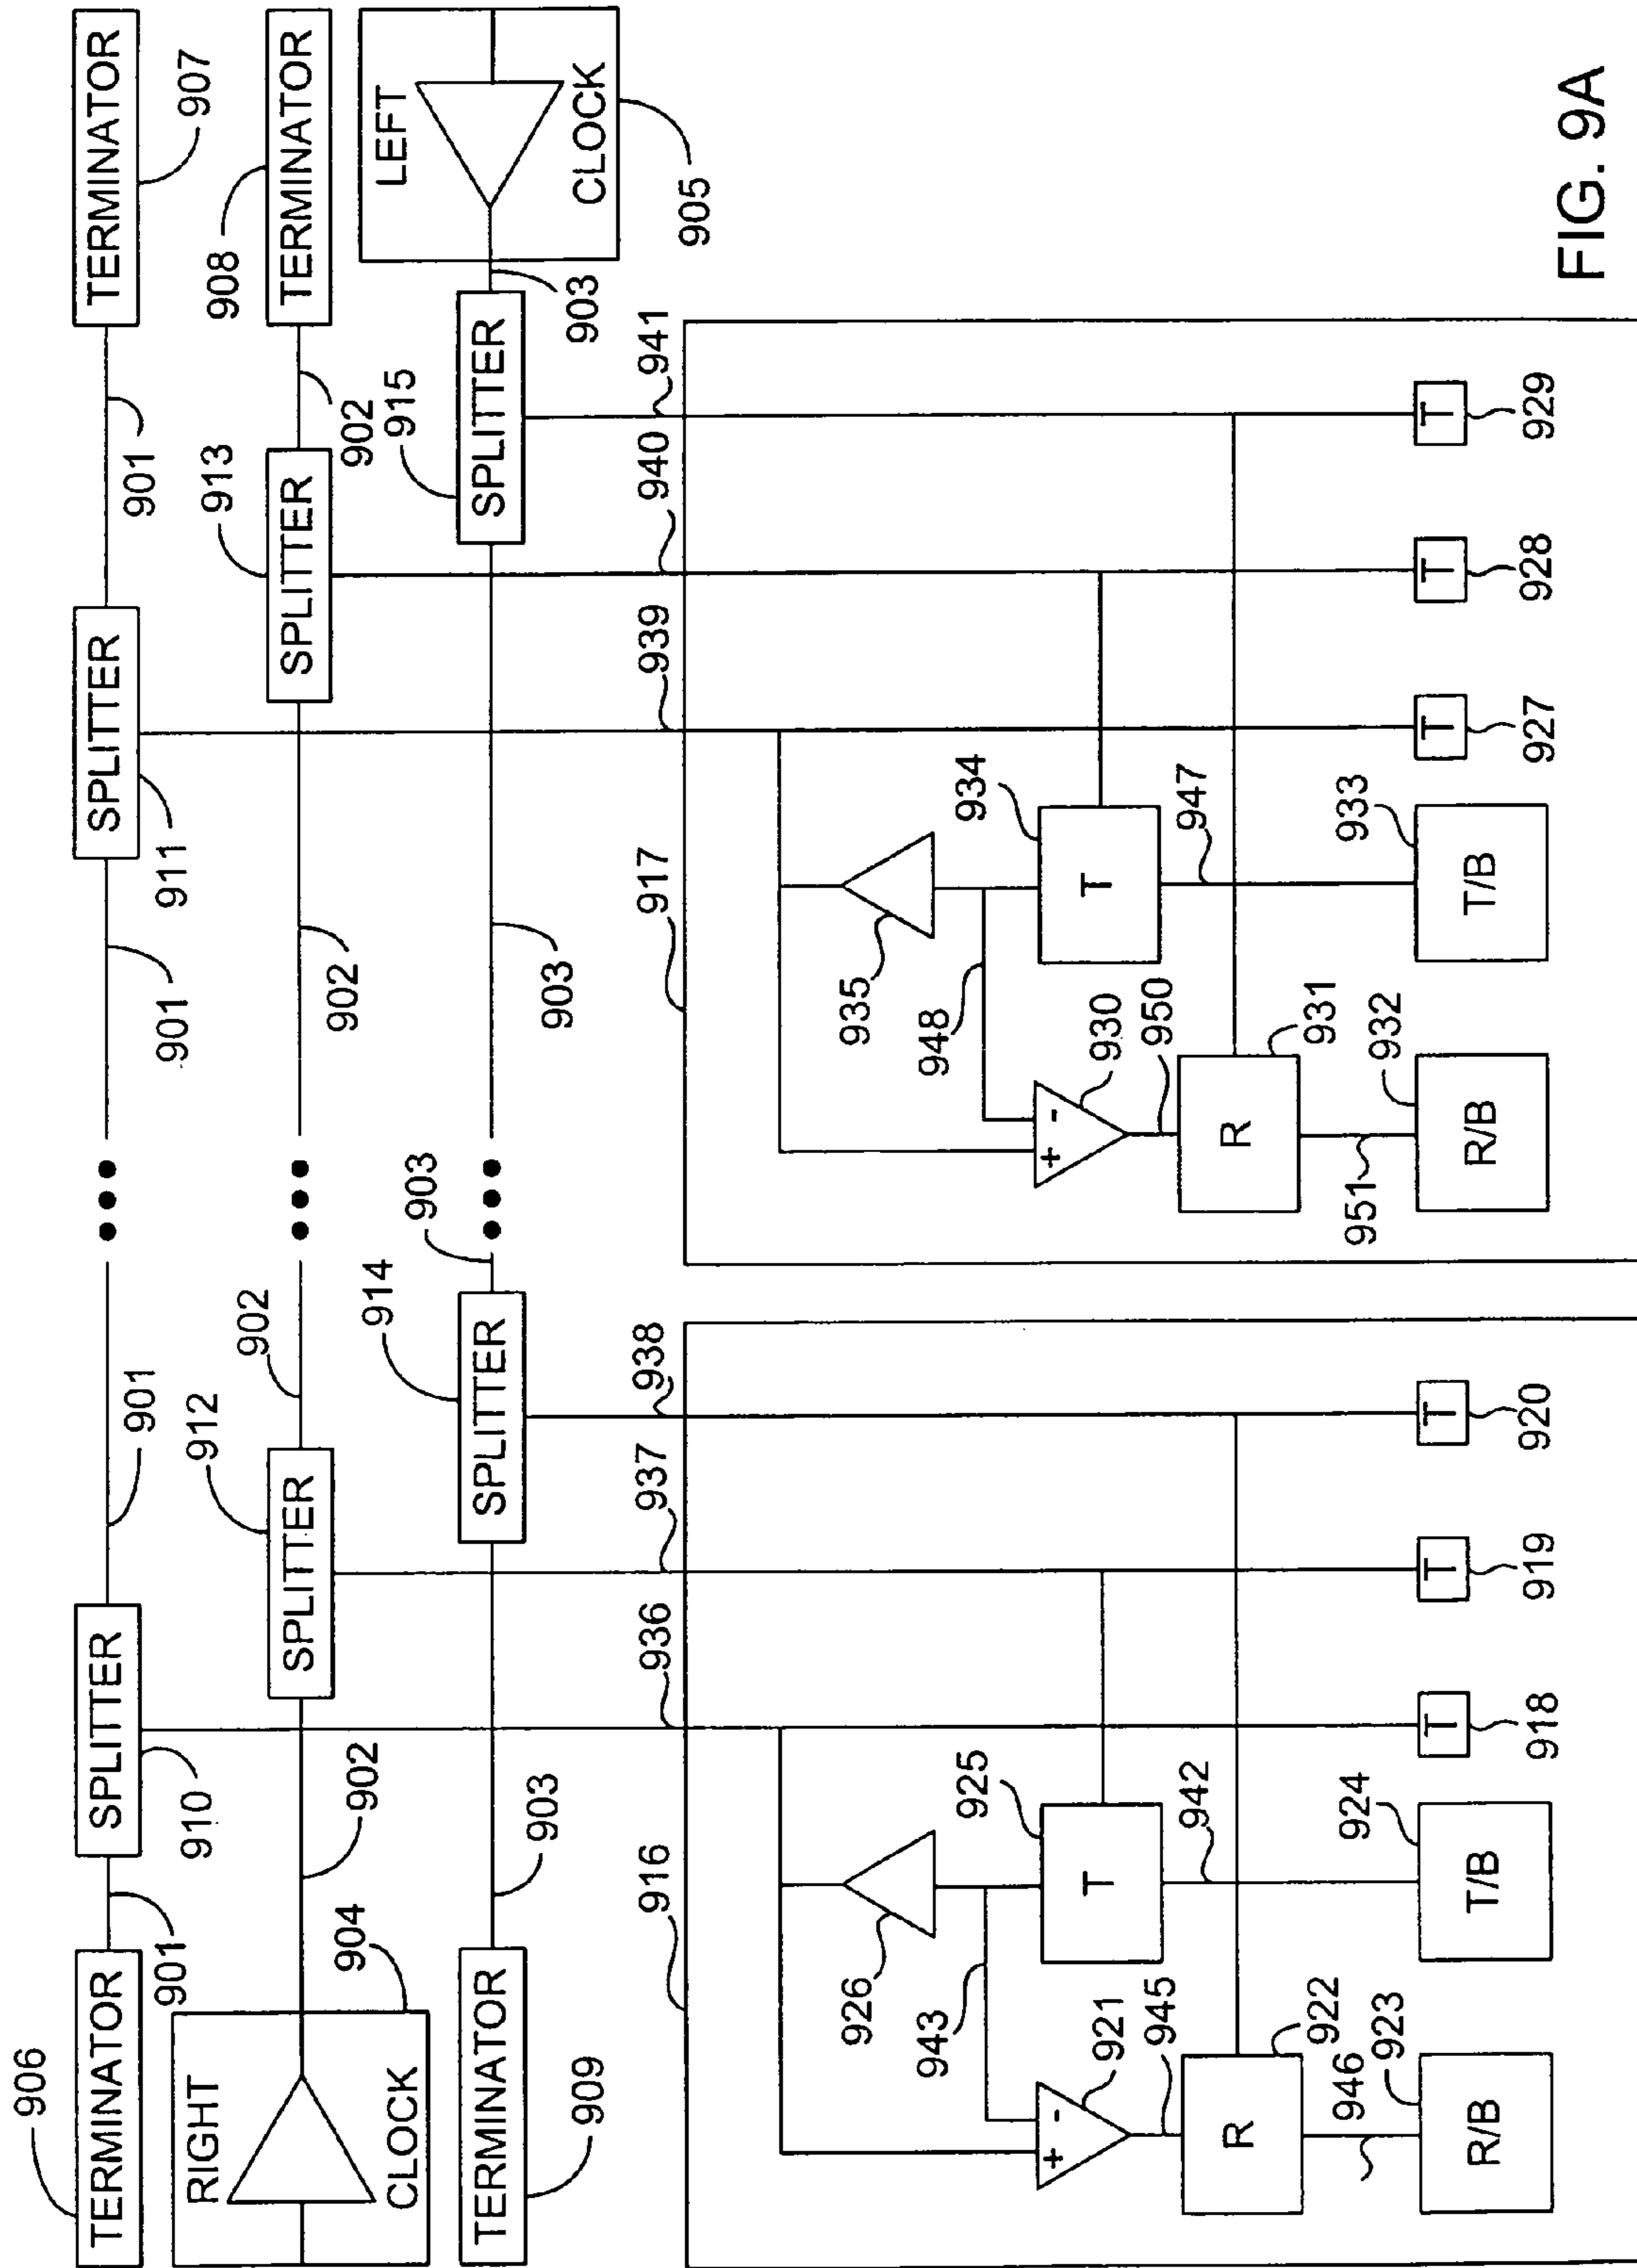 906
TERMINATOR
901
SPLITTER
910
901
901
SPLITTER
911
901
TERMINATOR
907
RIGHT
CLOCK
904
902
SPLITTER
912
902
902
SPLITTER
913
902
TERMINATOR
908
TERMINATOR
909
903
SPLITTER
914
903
903
SPLITTER
915
903
LEFT
CLOCK
905
916
936
937
938
926
943
+
-
921
945
T
925
942
R
922
946
R/B
923
T/B
924
T
918
T
919
T
920
917
939
940
941
935
948
+
-
930
950
T
934
947
R
931
951
R/B
932
T/B
933
T
927
T
928
T
929
FIG. 9A